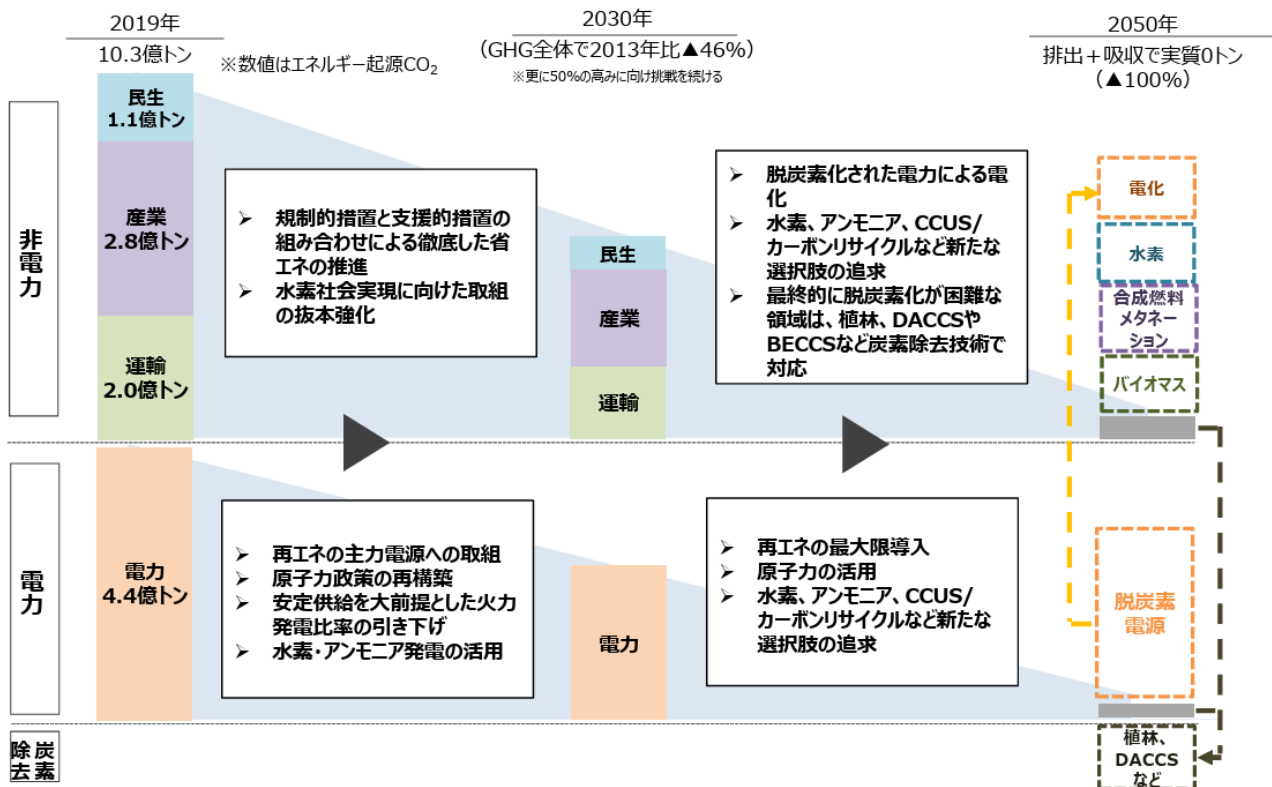 2019年
10.3億トン
※数値はエネルギー起源CO₂
2030年
(GHG全体で2013年比▲46%)
※更に50%の高みに向け挑戦を続ける
2050年
排出+吸収で実質0トン
(▲100%)
非電力
民生
1.1億トン
産業
2.8億トン
運輸
2.0億トン
➢ 規制的措置と支援的措置の
組み合わせによる徹底した省
エネの推進
➢ 水素社会実現に向けた取組
の抜本強化
民生
産業
運輸
➢ 脱炭素化された電力による電
化
➢ 水素、アンモニア、CCUS/
カーボンリサイクルなど新たな
選択肢の追求
➢ 最終的に脱炭素化が困難な
領域は、植林、DACCSや
BECCSなど炭素除去技術で
対応
電化
水素
合成燃料
メタネー
ション
バイオマス
電力
電力
4.4億トン
➢ 再エネの主力電源への取組
➢ 原子力政策の再構築
➢ 安定供給を大前提とした火力
発電比率の引き下げ
➢ 水素・アンモニア発電の活用
電力
➢ 再エネの最大限導入
➢ 原子力の活用
➢ 水素、アンモニア、CCUS/
カーボンリサイクルなど新たな
選択肢の追求
脱炭素
電源
炭素
除去
植林、
DACCS
など